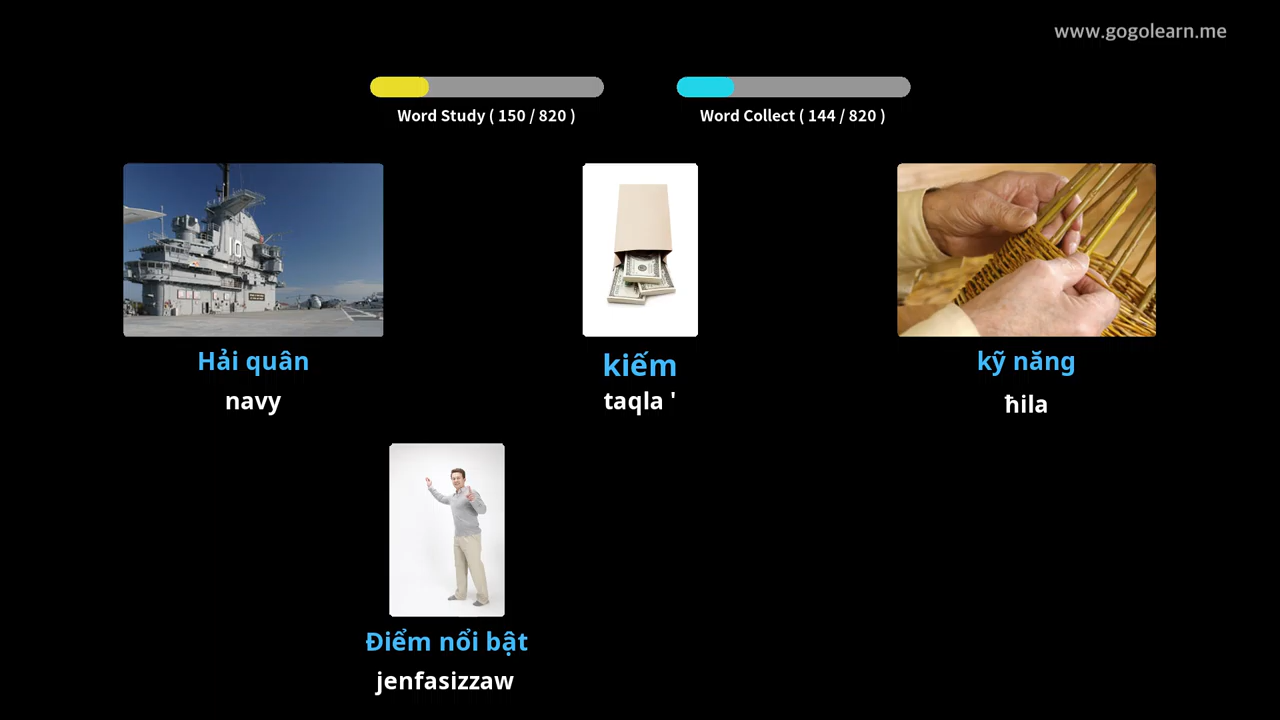 www.gogolearn.me
Word Study ( 150 / 820 )
Word Collect ( 144 / 820 )
Hải quân
navy
kiếm
taqla '
kỹ năng
ħila
Điểm nổi bật
jenfasizzaw